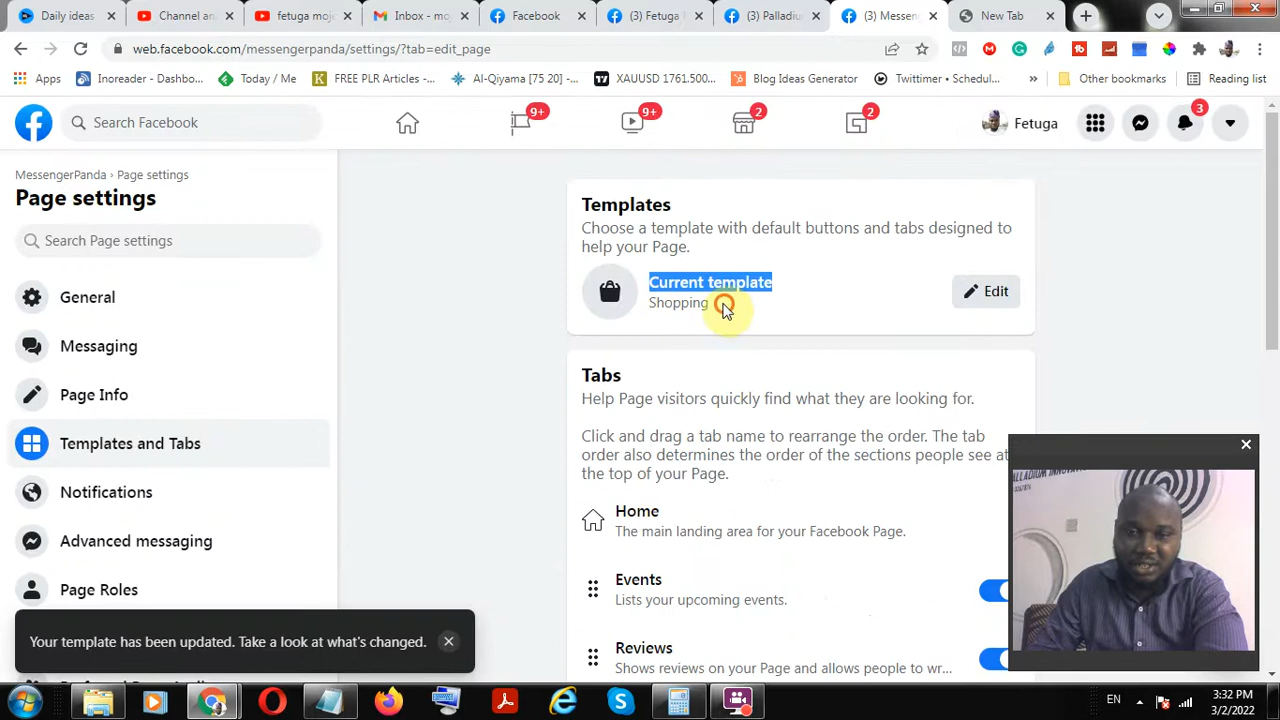 Daily ideas
Channel an
fetuga moj
Inbox - moj
Facebook
(3) Fetuga
(3) Palladiu
(3) Messen
New Tab
web.facebook.com/messengerpanda/settings/?tab=edit_page
Apps
Inoreader - Dashbo...
Today / Me
FREE PLR Articles -...
Al-Qiyama [75 20] -...
XAUUSD 1761.500...
Blog Ideas Generator
Twittimer • Schedul...
»
Other bookmarks
Reading list
Search Facebook
9+
9+
2
2
Fetuga
3
MessengerPanda › Page settings
Page settings
Search Page settings
General
Messaging
Page Info
Templates and Tabs
Notifications
Advanced messaging
Page Roles
Your template has been updated. Take a look at what's changed.
Templates
Choose a template with default buttons and tabs designed to
help your Page.
Current template
Shopping
Edit
Tabs
Help Page visitors quickly find what they are looking for.
Click and drag a tab name to rearrange the order. The tab
order also determines the order of the sections people see at
the top of your Page.
Home
The main landing area for your Facebook Page.
Events
Lists your upcoming events.
Reviews
Shows reviews on your Page and allows people to wr...
EN
3:32 PM
3/2/2022